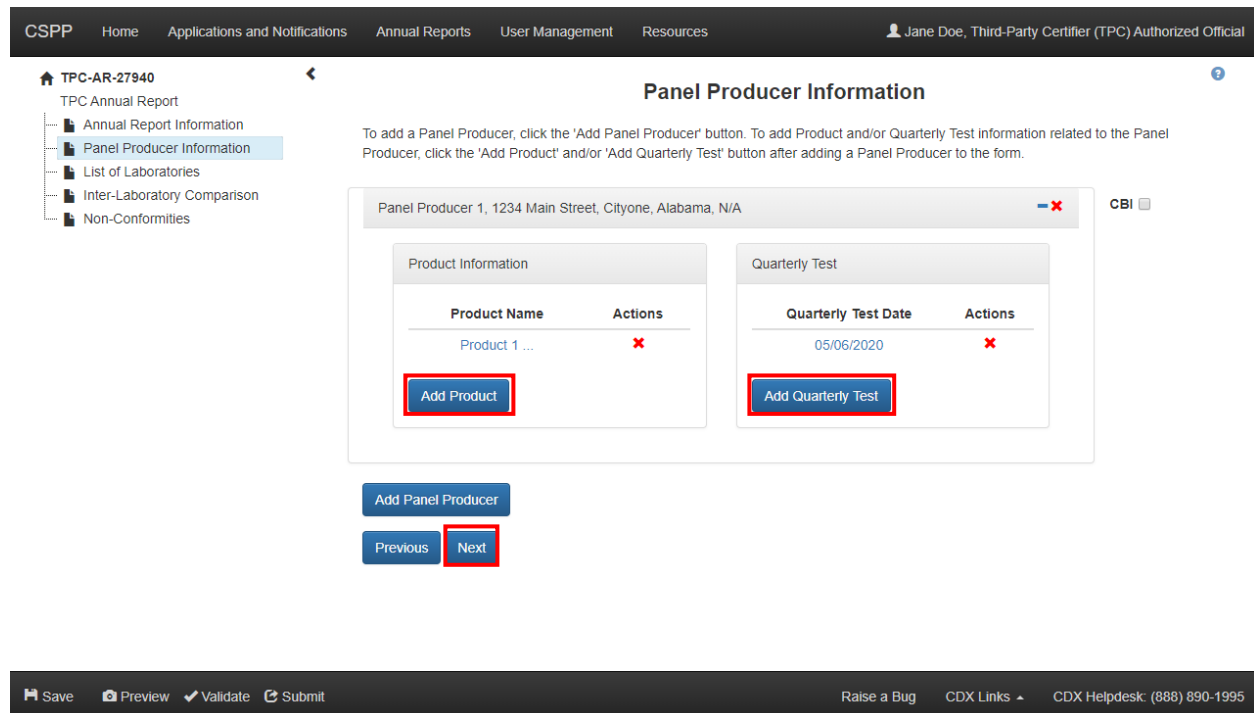 CSPP Home Applications and Notifications Annual Reports User Management Resources Jane Doe, Third-Party Certifier (TPC) Authorized Official
TPC-AR-27940
TPC Annual Report
Annual Report Information
Panel Producer Information
List of Laboratories
Inter-Laboratory Comparison
Non-Conformities
Panel Producer Information
To add a Panel Producer, click the 'Add Panel Producer' button. To add Product and/or Quarterly Test information related to the Panel
Producer, click the 'Add Product' and/or 'Add Quarterly Test' button after adding a Panel Producer to the form.
Panel Producer 1, 1234 Main Street, Cityone, Alabama, N/A
CBI
Product Information
Product Name Actions
Product 1 ...
Add Product
Quarterly Test
Quarterly Test Date Actions
05/06/2020
Add Quarterly Test
Add Panel Producer
Previous Next
Save Preview Validate Submit Raise a Bug CDX Links CDX Helpdesk: (888) 890-1995